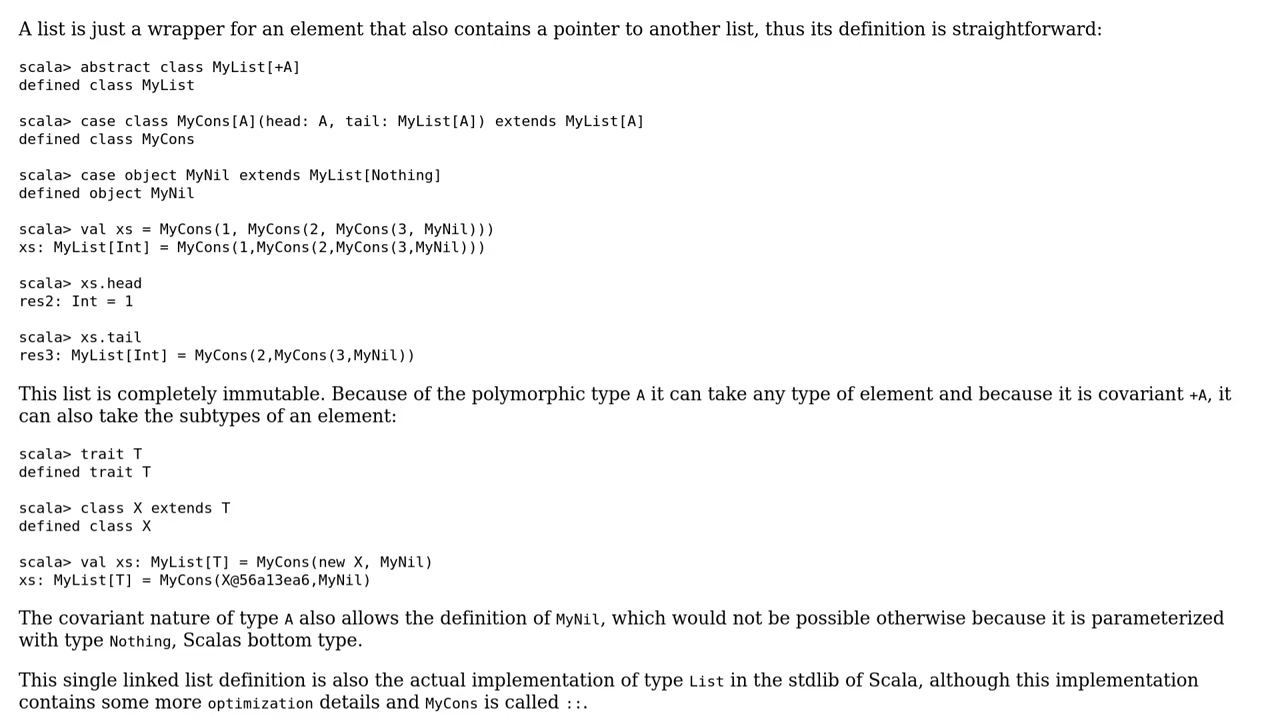 A list is just a wrapper for an element that also contains a pointer to another list, thus its definition is straightforward:
scala> abstract class MyList[+A]
defined class MyList
scala> case class MyCons[A](head: A, tail: MyList[A]) extends MyList[A]
defined class MyCons
scala> case object MyNil extends MyList[Nothing]
defined object MyNil
scala> val xs = MyCons(1, MyCons(2, MyCons(3, MyNil)))
xs: MyList[Int] = MyCons(1,MyCons(2,MyCons(3,MyNil)))
scala> xs.head
res2: Int = 1
scala> xs.tail
res3: MyList[Int] = MyCons(2,MyCons(3,MyNil))
This list is completely immutable. Because of the polymorphic type A it can take any type of element and because it is covariant +A, it
can also take the subtypes of an element:
scala> trait T
defined trait T
scala> class X extends T
defined class X
scala> val xs: MyList[T] = MyCons(new X, MyNil)
xs: MyList[T] = MyCons(X@56a13ea6,MyNil)
The covariant nature of type A also allows the definition of MyNil, which would not be possible otherwise because it is parameterized
with type Nothing, Scalas bottom type.
This single linked list definition is also the actual implementation of type List in the stdlib of Scala, although this implementation
contains some more optimization details and MyCons is called ::.